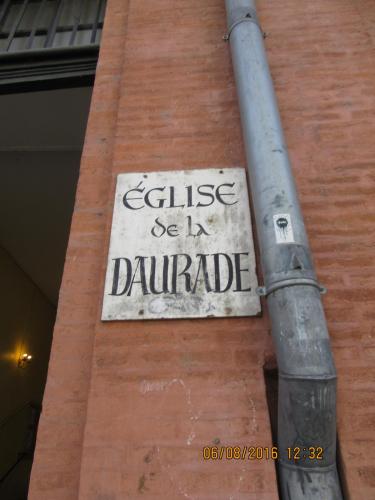 ÉGLISE
de la
DAURADE
06/08/2016 12:32